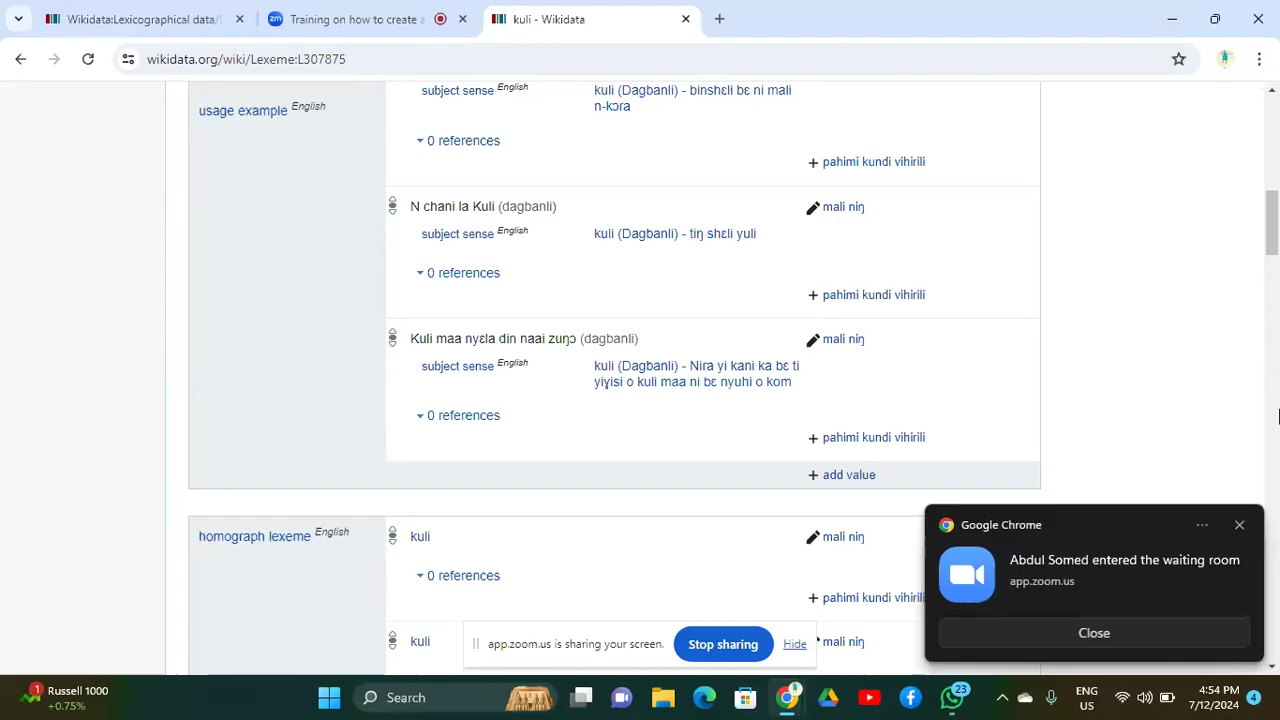 Wikidata:Lexicographical data/
Training on how to create a
kuli - Wikidata
wikidata.org/wiki/Lexeme:L307875
subject sense English
kuli (Dagbanli) - binshɛli bɛ ni mali
n-kɔra
usage example English
0 references
+ pahimi kundi vihirili
N chani la Kuli (dagbanli)
mali niŋ
subject sense English
kuli (Dagbanli) - tiŋ shɛli yuli
0 references
+ pahimi kundi vihirili
Kuli maa nyɛla din naai zuŋɔ (dagbanli)
mali niŋ
subject sense English
kuli (Dagbanli) - Nira yi kani ka bɛ ti
yiɣisi o kuli maa ni bɛ nyuhi o kom
0 references
+ pahimi kundi vihirili
+ add value
homograph lexeme English
kuli
mali niŋ
0 references
+ pahimi kundi vihirili
kuli
mali niŋ
app.zoom.us is sharing your screen.
Stop sharing
Hide
Google Chrome
Abdul Somed entered the waiting room
app.zoom.us
Close
1
Russell 1000
+0.75%
Search
23
ENG
US
4:54 PM
7/12/2024
4